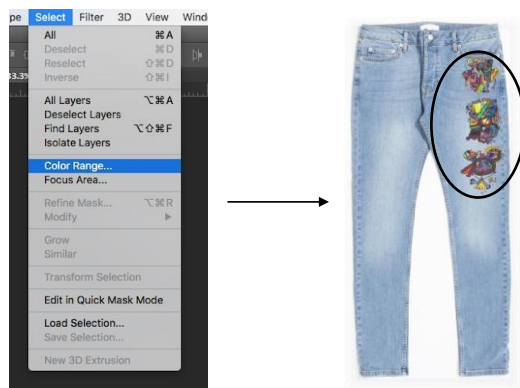 pe Select Filter 3D View Wind
All ⌘A
Deselect ⌘D
Reselect ⇧⌘D
Inverse ⇧⌘I
All Layers ⌥⌘A
Deselect Layers
Find Layers ⌥⇧⌘F
Isolate Layers
Color Range...
Focus Area...
Refine Mask... ⌥⌘R
Modify ▶
Grow
Similar
Transform Selection
Edit in Quick Mask Mode
Load Selection...
Save Selection...
New 3D Extrusion